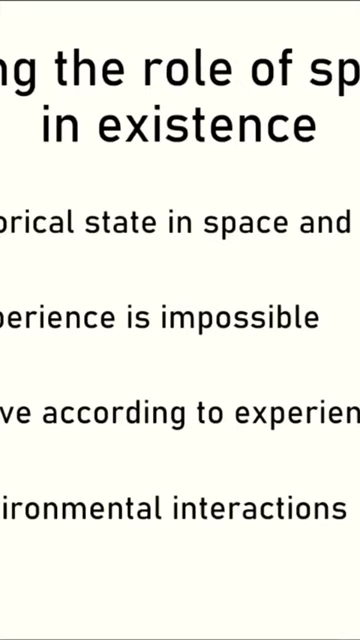 ng the role of sp
in existence
orical state in space and
perience is impossible
ve according to experien
ironmental interactions